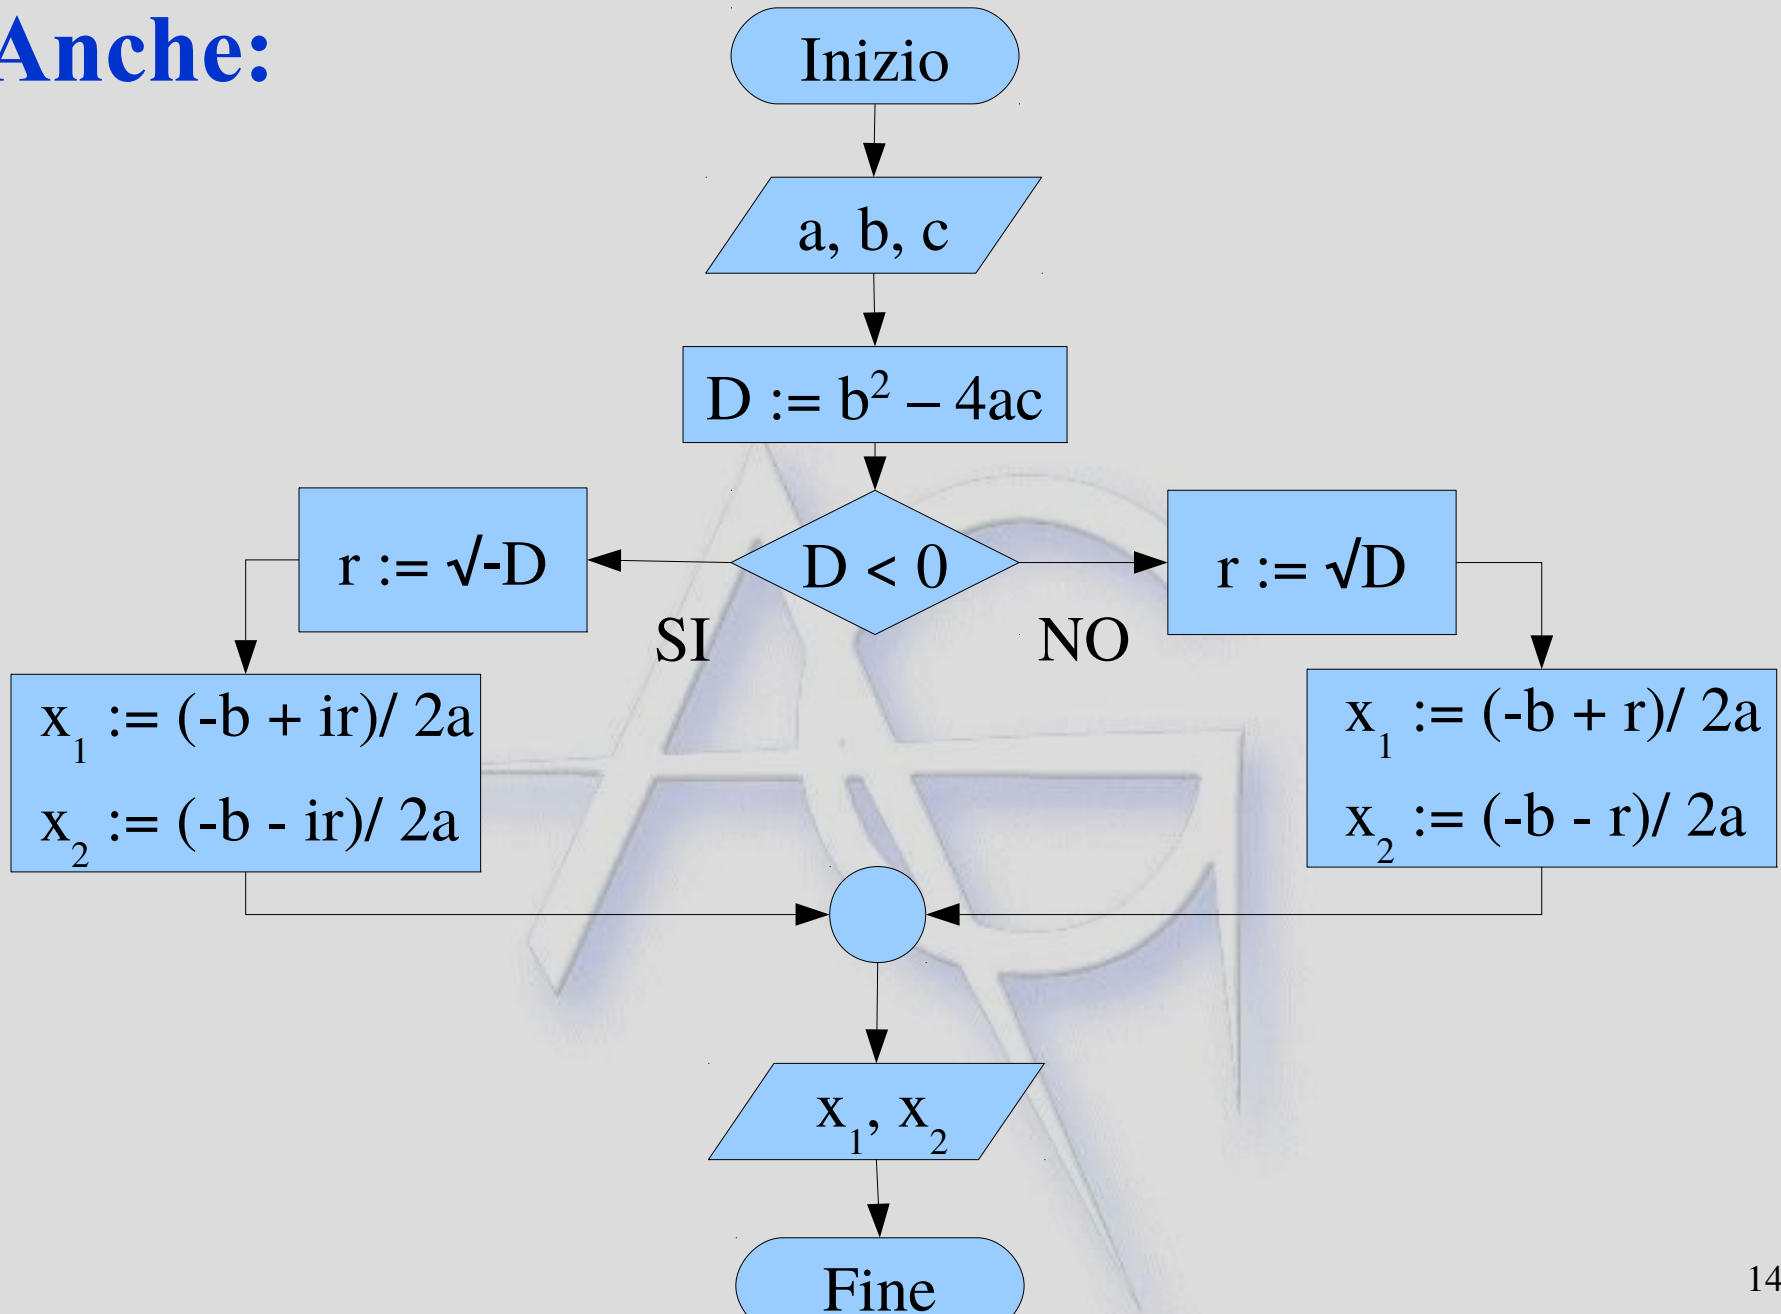 Anche:
Inizio
a, b, c
D := b² – 4ac
D < 0
SI
NO
r := √-D
r := √D
x₁ := (-b + ir)/ 2a
x₂ := (-b - ir)/ 2a
x₁ := (-b + r)/ 2a
x₂ := (-b - r)/ 2a
x₁, x₂
Fine
14